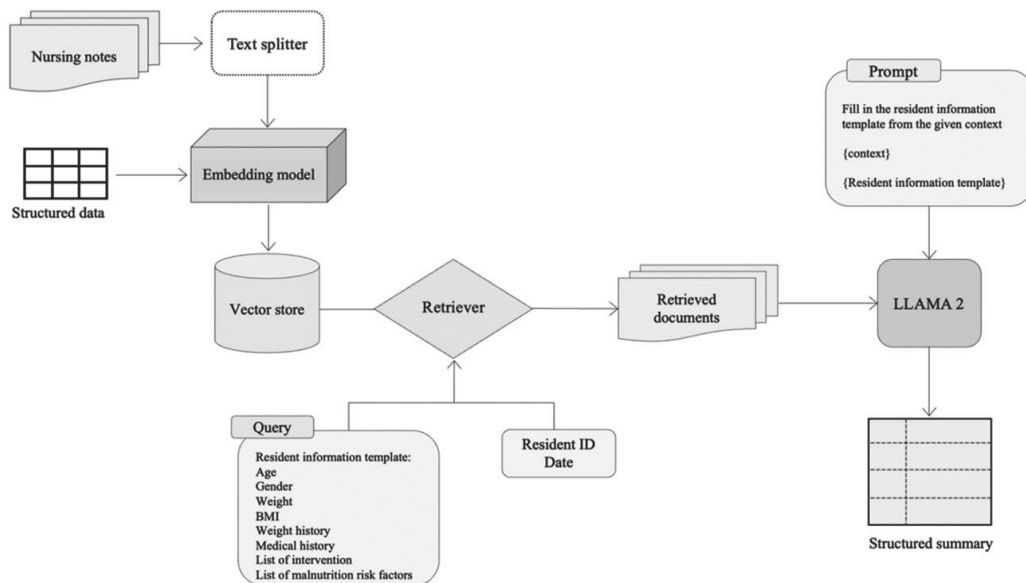 Nursing notes
Text splitter
Embedding model
Structured data
Vector store
Retriever
Retrieved
documents
Prompt
Fill in the resident information
template from the given context
{context}
{Resident information template}
LLAMA 2
Query
Resident information template:
Age
Gender
Weight
BMI
Weight history
Medical history
List of intervention
List of malnutrition risk factors
Resident ID
Date
Structured summary